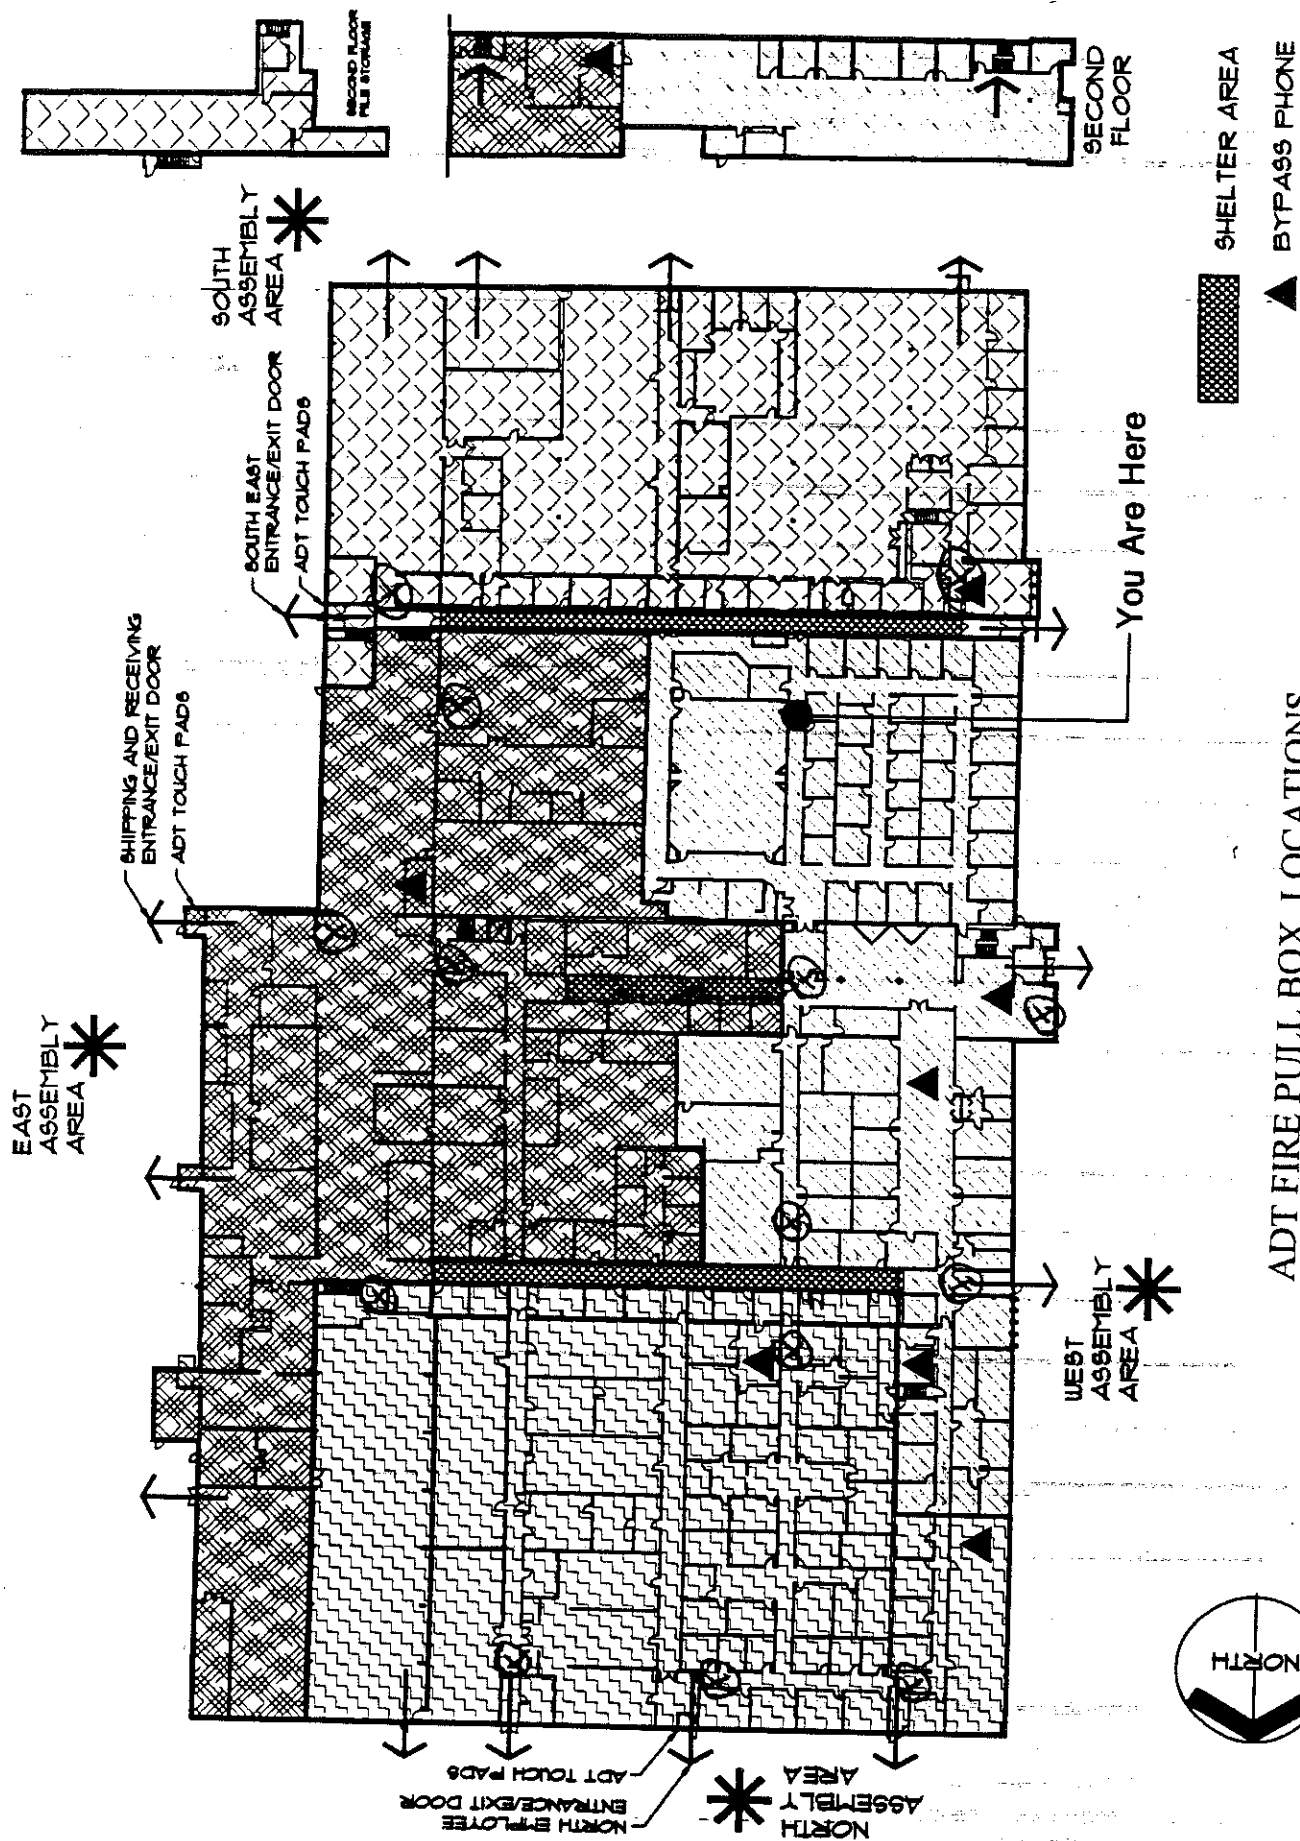 SECOND FLOOR
FILE STORAGE
SECOND
FLOOR
SOUTH
ASSEMBLY
AREA
SOUTH EAST
ENTRANCE/EXIT DOOR
ADT TOUCH PADS
SHIPPING AND RECEIVING
ENTRANCE/EXIT DOOR
ADT TOUCH PADS
EAST
ASSEMBLY
AREA
You Are Here
SHELTER AREA
BYPASS PHONE
WEST
ASSEMBLY
AREA
NORTH EMPLOYEE
ENTRANCE/EXIT DOOR
ADT TOUCH PADS
NORTH
ASSEMBLY
AREA
NORTH
ADT FIRE PULL BOX LOCATIONS